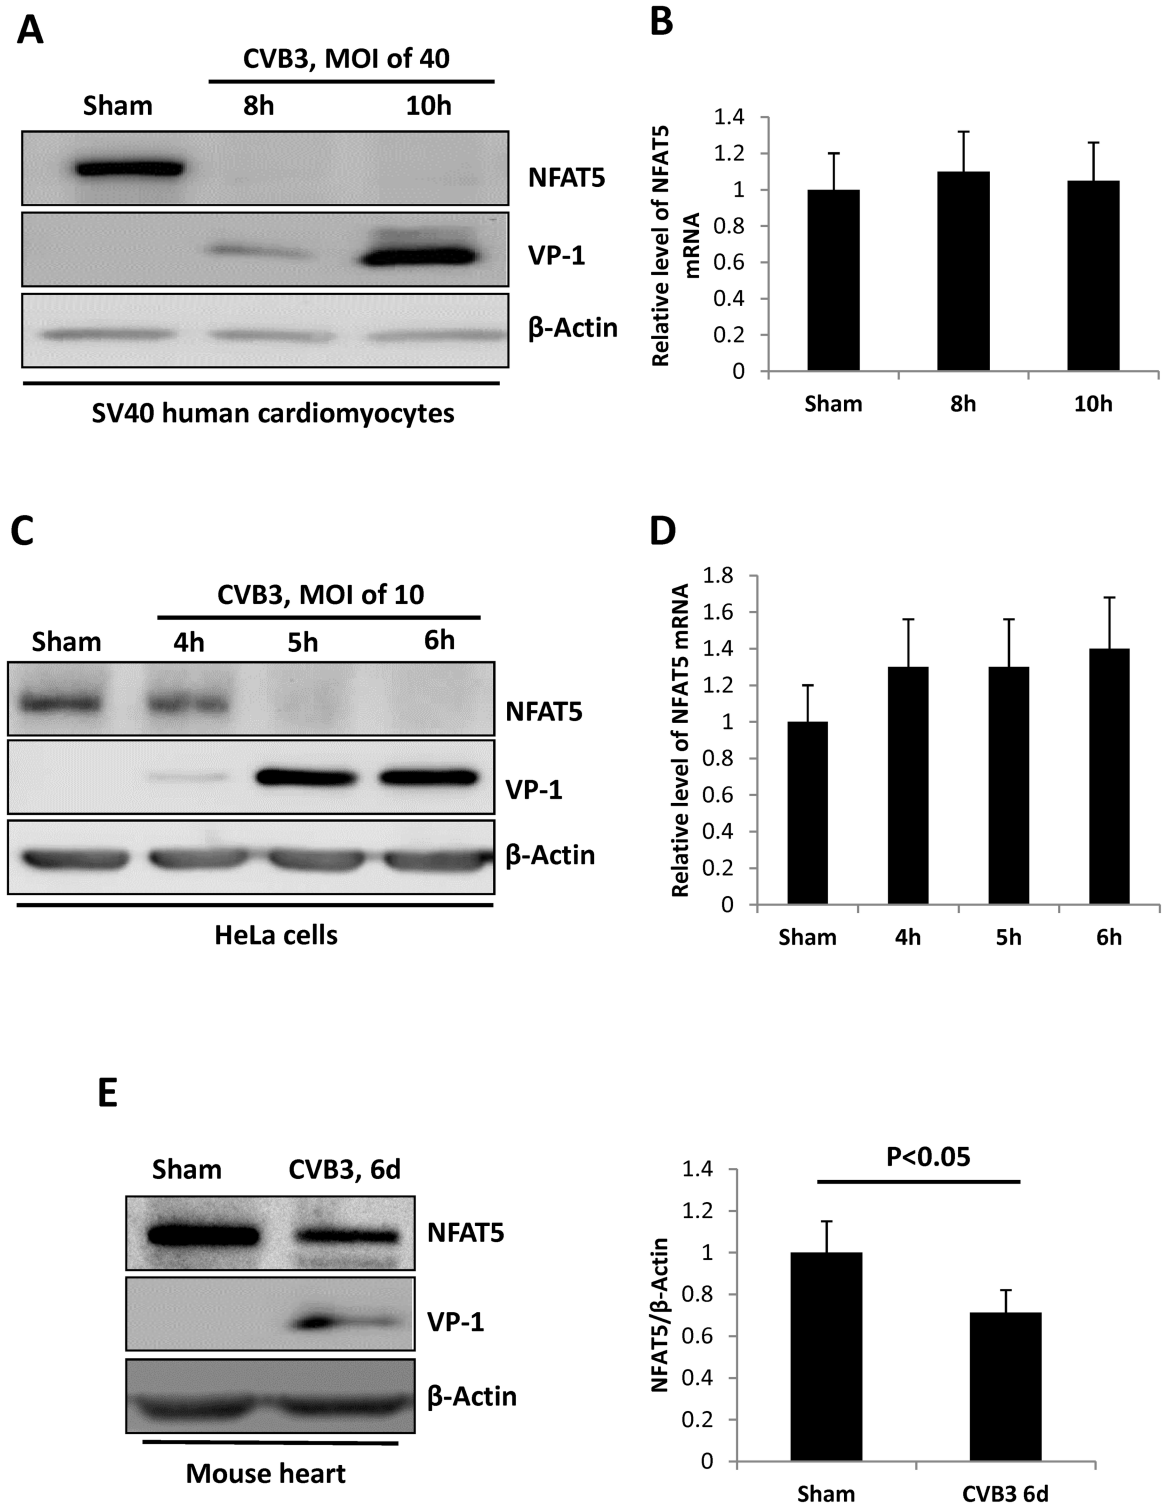 A
CVB3, MOI of 40
Sham 8h 10h
NFAT5
VP-1
β-Actin
SV40 human cardiomyocytes
B
Relative level of NFAT5
mRNA
1.4
1.2
1
0.8
0.6
0.4
0.2
0
Sham 8h 10h
C
CVB3, MOI of 10
Sham 4h 5h 6h
NFAT5
VP-1
β-Actin
HeLa cells
D
Relative level of NFAT5 mRNA
1.8
1.6
1.4
1.2
1
0.8
0.6
0.4
0.2
0
Sham 4h 5h 6h
E
Sham CVB3, 6d
NFAT5
VP-1
β-Actin
Mouse heart
P<0.05
NFAT5/β-Actin
1.4
1.2
1
0.8
0.6
0.4
0.2
0
Sham CVB3 6d